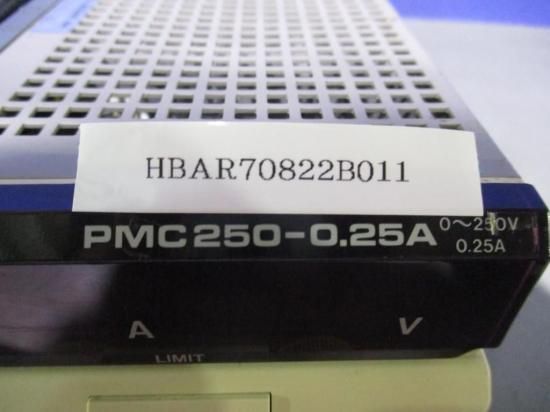 HBAR70822B011
PMC250-0.25A
0~250V
0.25A
A V
LIMIT